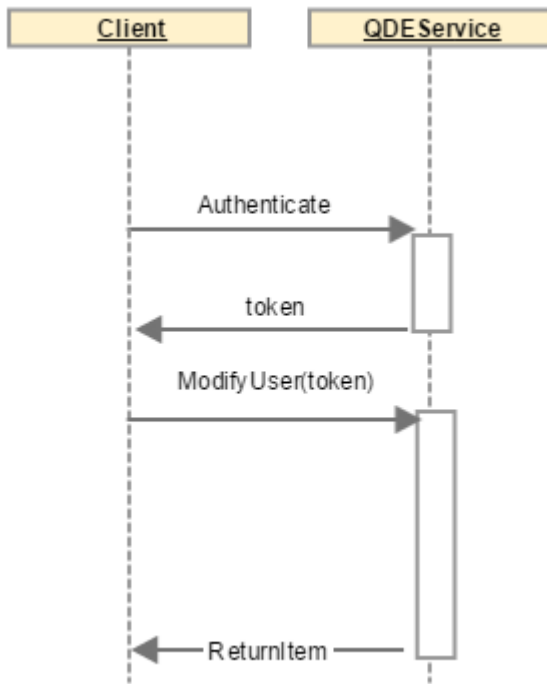 Client
QDEService
Authenticate
token
ModifyUser(token)
ReturnItem